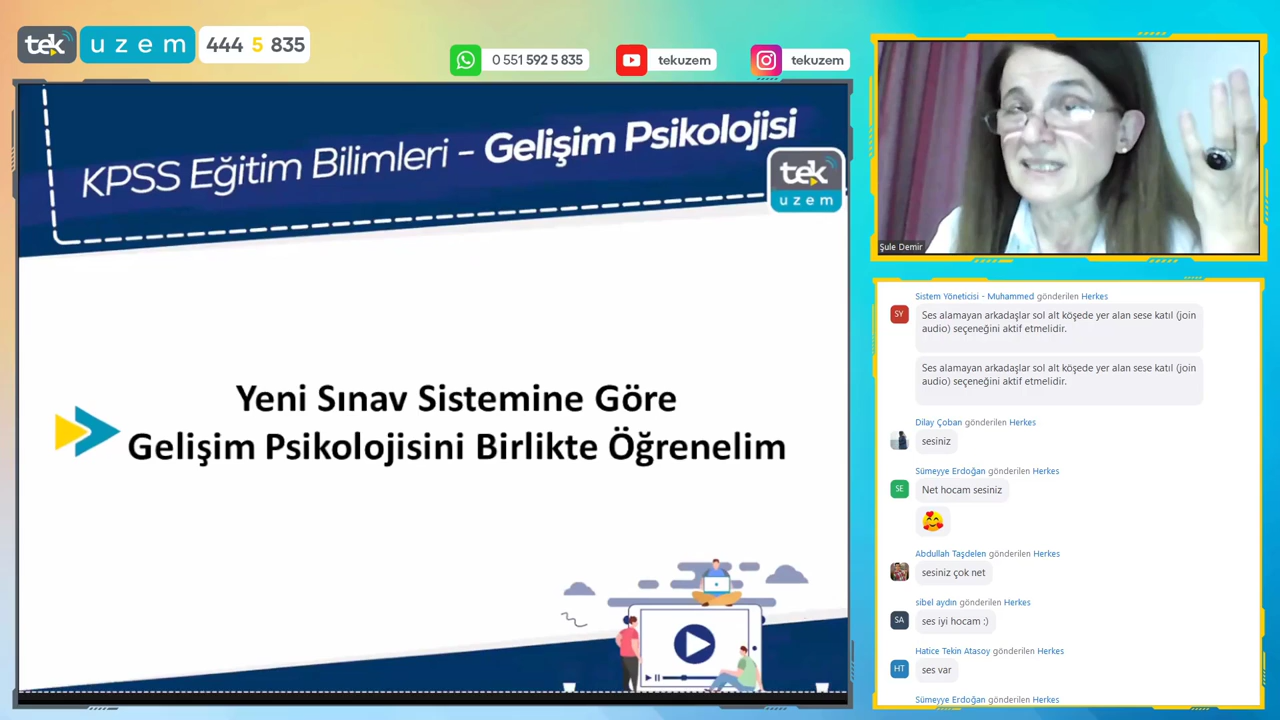 tek
uzem
444 5 835
0 551 592 5 835
tekuzem
tekuzem
KPSS Eğitim Bilimleri - Gelişim Psikolojisi
tek
uzem
Yeni Sınav Sistemine Göre
Gelişim Psikolojisini Birlikte Öğrenelim
Şule Demir
Sistem Yöneticisi - Muhammed gönderilen Herkes
SY
Ses alamayan arkadaşlar sol alt köşede yer alan sese katıl (join
audio) seçeneğini aktif etmelidir.
Ses alamayan arkadaşlar sol alt köşede yer alan sese katıl (join
audio) seçeneğini aktif etmelidir.
Dilay Çoban gönderilen Herkes
sesiniz
Sümeyye Erdoğan gönderilen Herkes
SE
Net hocam sesiniz
Abdullah Taşdelen gönderilen Herkes
sesiniz çok net
sibel aydın gönderilen Herkes
SA
ses iyi hocam :)
Hatice Tekin Atasoy gönderilen Herkes
HT
ses var
Sümeyye Erdoğan gönderilen Herkes